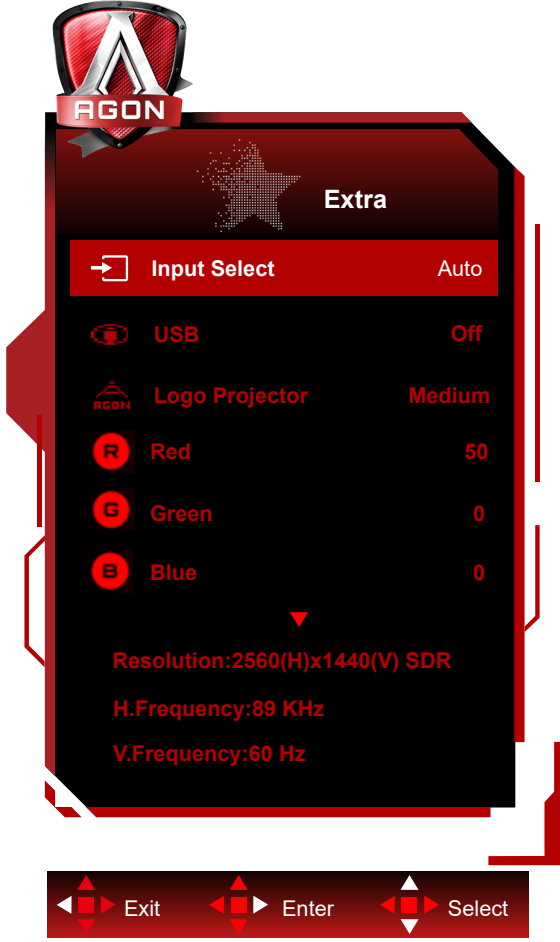 AGON
Extra
Input Select Auto
USB Off
AGON Logo Projector Medium
R Red 50
G Green 0
B Blue 0
Resolution:2560(H)x1440(V) SDR
H.Frequency:89 KHz
V.Frequency:60 Hz
Exit Enter Select